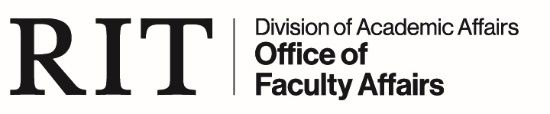 RIT
Division of Academic Affairs
Office of
Faculty Affairs